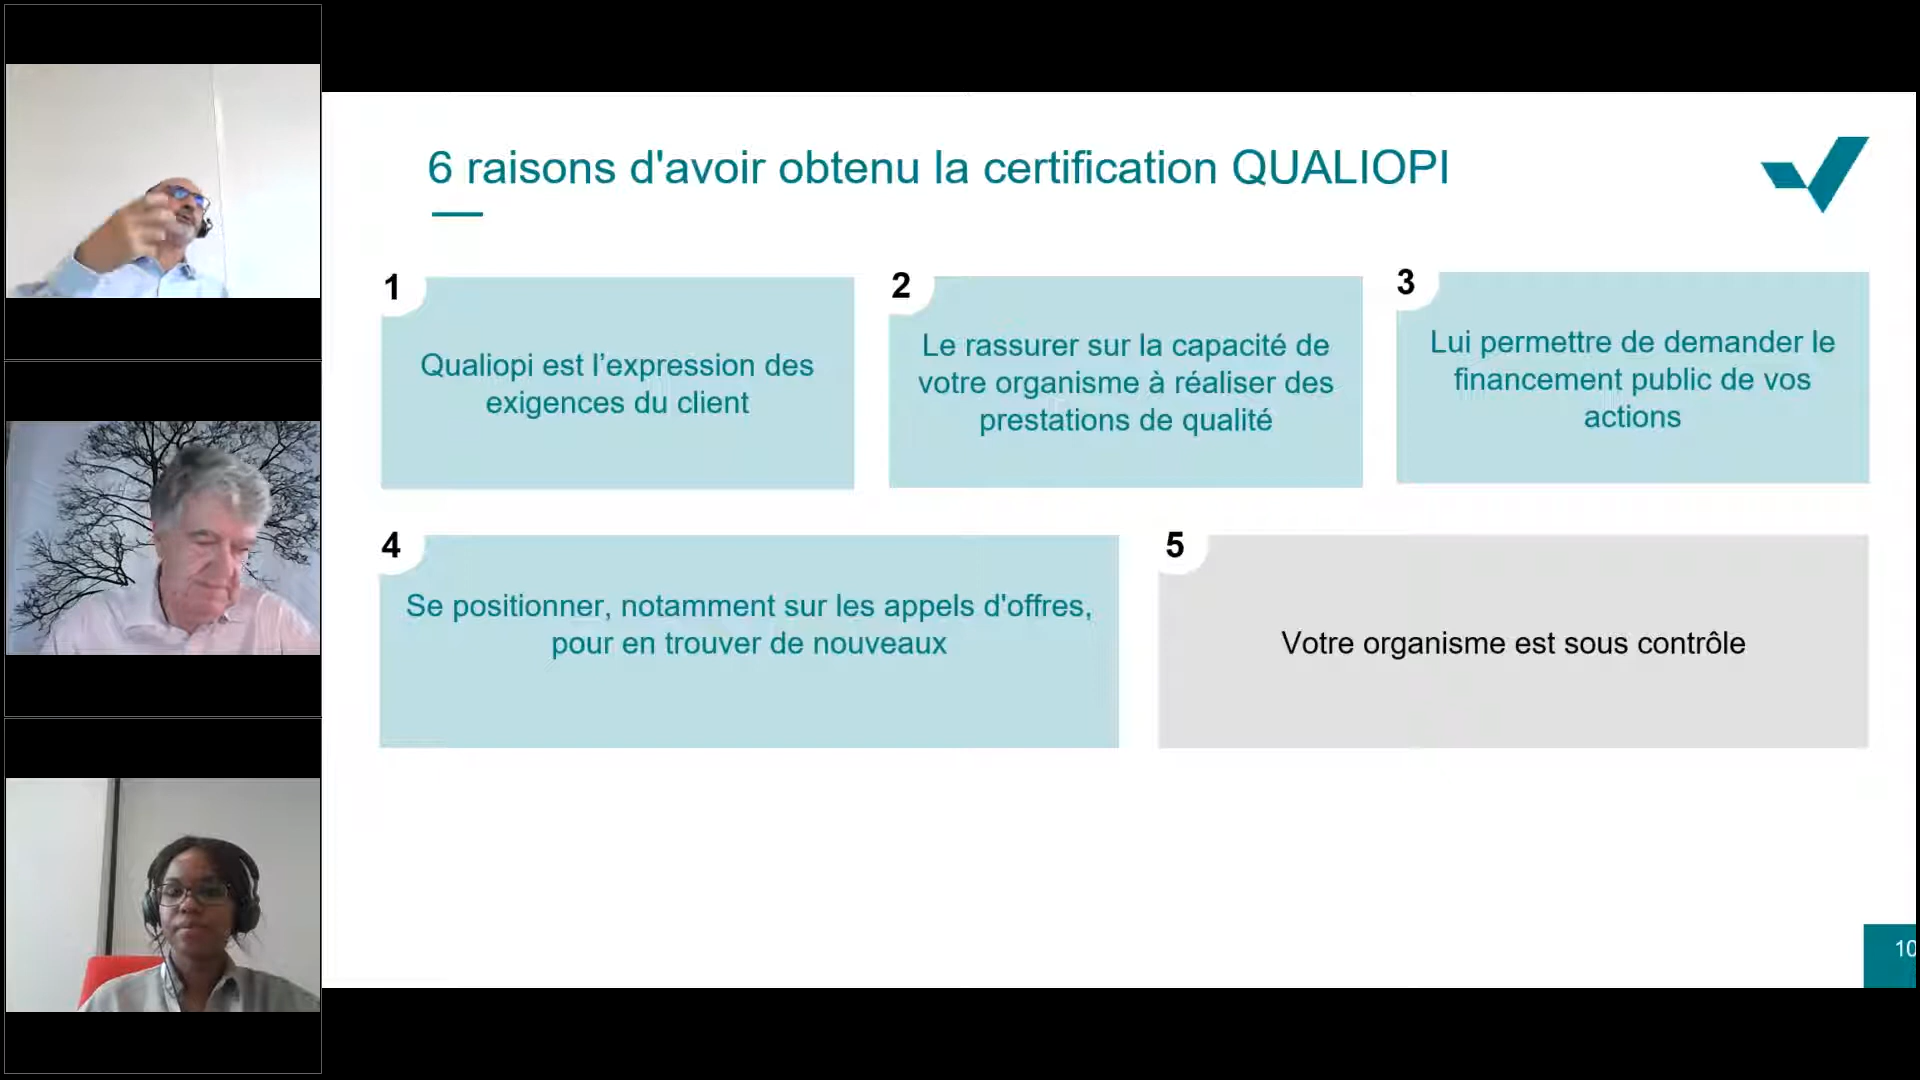 6 raisons d'avoir obtenu la certification QUALIOPI
1
Qualiopi est l’expression des
exigences du client
2
Le rassurer sur la capacité de
votre organisme à réaliser des
prestations de qualité
3
Lui permettre de demander le
financement public de vos
actions
4
Se positionner, notamment sur les appels d'offres,
pour en trouver de nouveaux
5
Votre organisme est sous contrôle
10